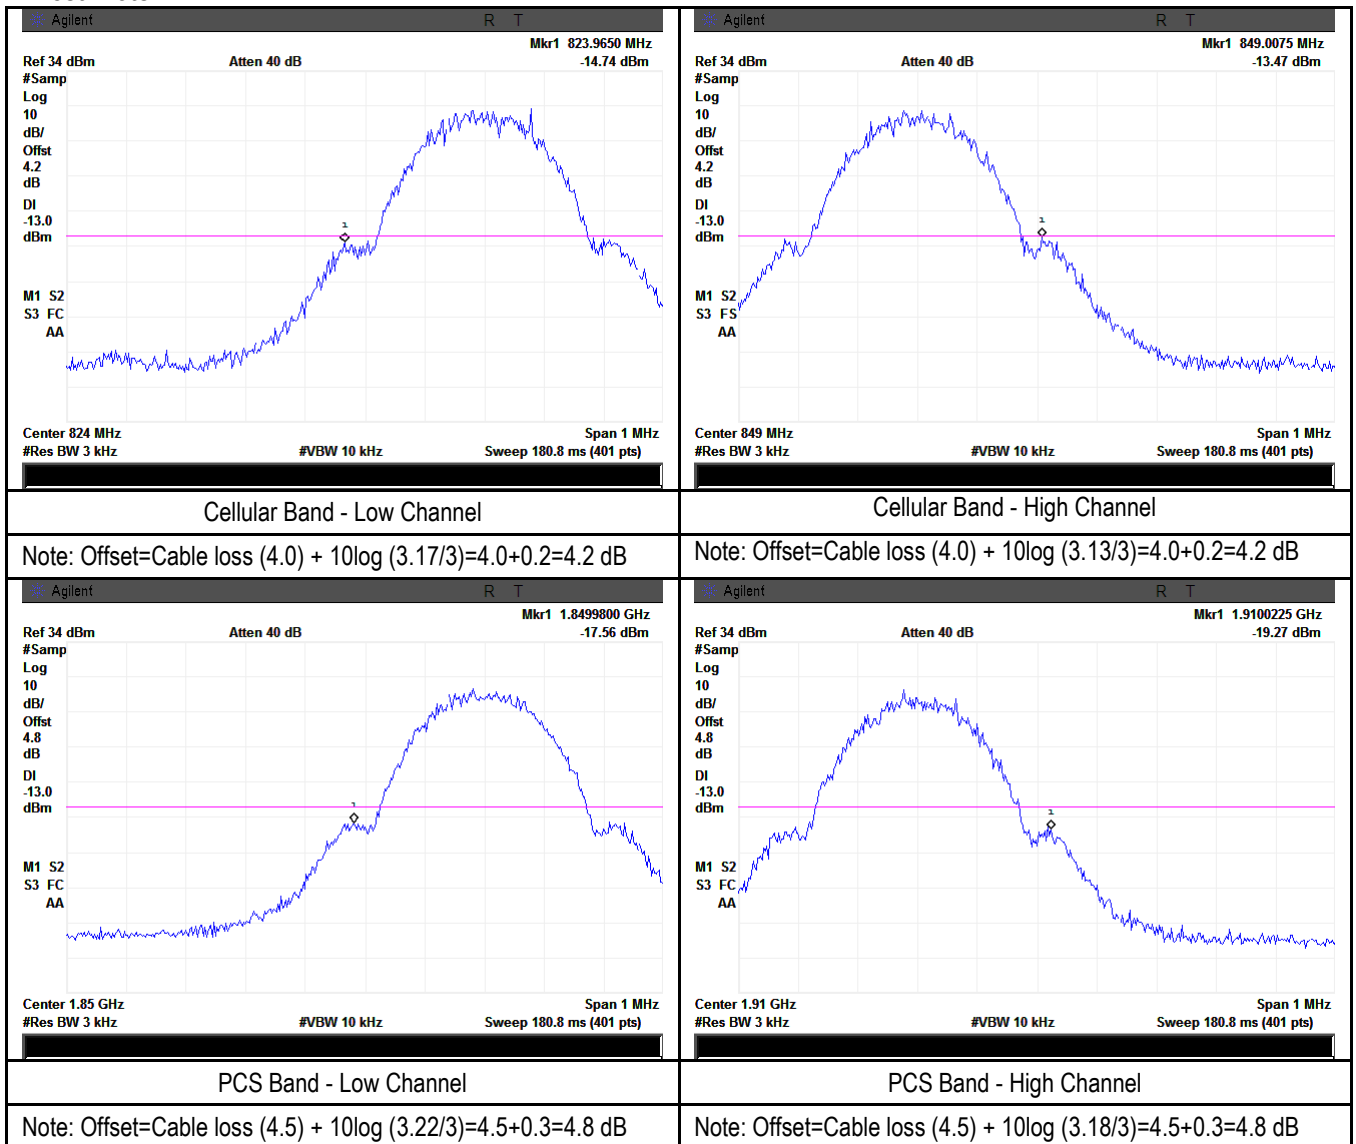 Agilent R T
Mkr1 823.9650 MHz
Ref 34 dBm Atten 40 dB -14.74 dBm
#Samp
Log
10
dB/
Offst
4.2
dB
DI
-13.0
dBm
1
M1 S2
S3 FC
AA
Center 824 MHz Span 1 MHz
#Res BW 3 kHz #VBW 10 kHz Sweep 180.8 ms (401 pts)
Cellular Band - Low Channel
Note: Offset=Cable loss (4.0) + 10log (3.17/3)=4.0+0.2=4.2 dB
Agilent R T
Mkr1 849.0075 MHz
Ref 34 dBm Atten 40 dB -13.47 dBm
#Samp
Log
10
dB/
Offst
4.2
dB
DI
-13.0
dBm
1
M1 S2
S3 FS
AA
Center 849 MHz Span 1 MHz
#Res BW 3 kHz #VBW 10 kHz Sweep 180.8 ms (401 pts)
Cellular Band - High Channel
Note: Offset=Cable loss (4.0) + 10log (3.13/3)=4.0+0.2=4.2 dB
Agilent R T
Mkr1 1.8499800 GHz
Ref 34 dBm Atten 40 dB -17.56 dBm
#Samp
Log
10
dB/
Offst
4.8
dB
DI
-13.0
dBm
1
M1 S2
S3 FC
AA
Center 1.85 GHz Span 1 MHz
#Res BW 3 kHz #VBW 10 kHz Sweep 180.8 ms (401 pts)
PCS Band - Low Channel
Note: Offset=Cable loss (4.5) + 10log (3.22/3)=4.5+0.3=4.8 dB
Agilent R T
Mkr1 1.9100225 GHz
Ref 34 dBm Atten 40 dB -19.27 dBm
#Samp
Log
10
dB/
Offst
4.8
dB
DI
-13.0
dBm
1
M1 S2
S3 FC
AA
Center 1.91 GHz Span 1 MHz
#Res BW 3 kHz #VBW 10 kHz Sweep 180.8 ms (401 pts)
PCS Band - High Channel
Note: Offset=Cable loss (4.5) + 10log (3.18/3)=4.5+0.3=4.8 dB